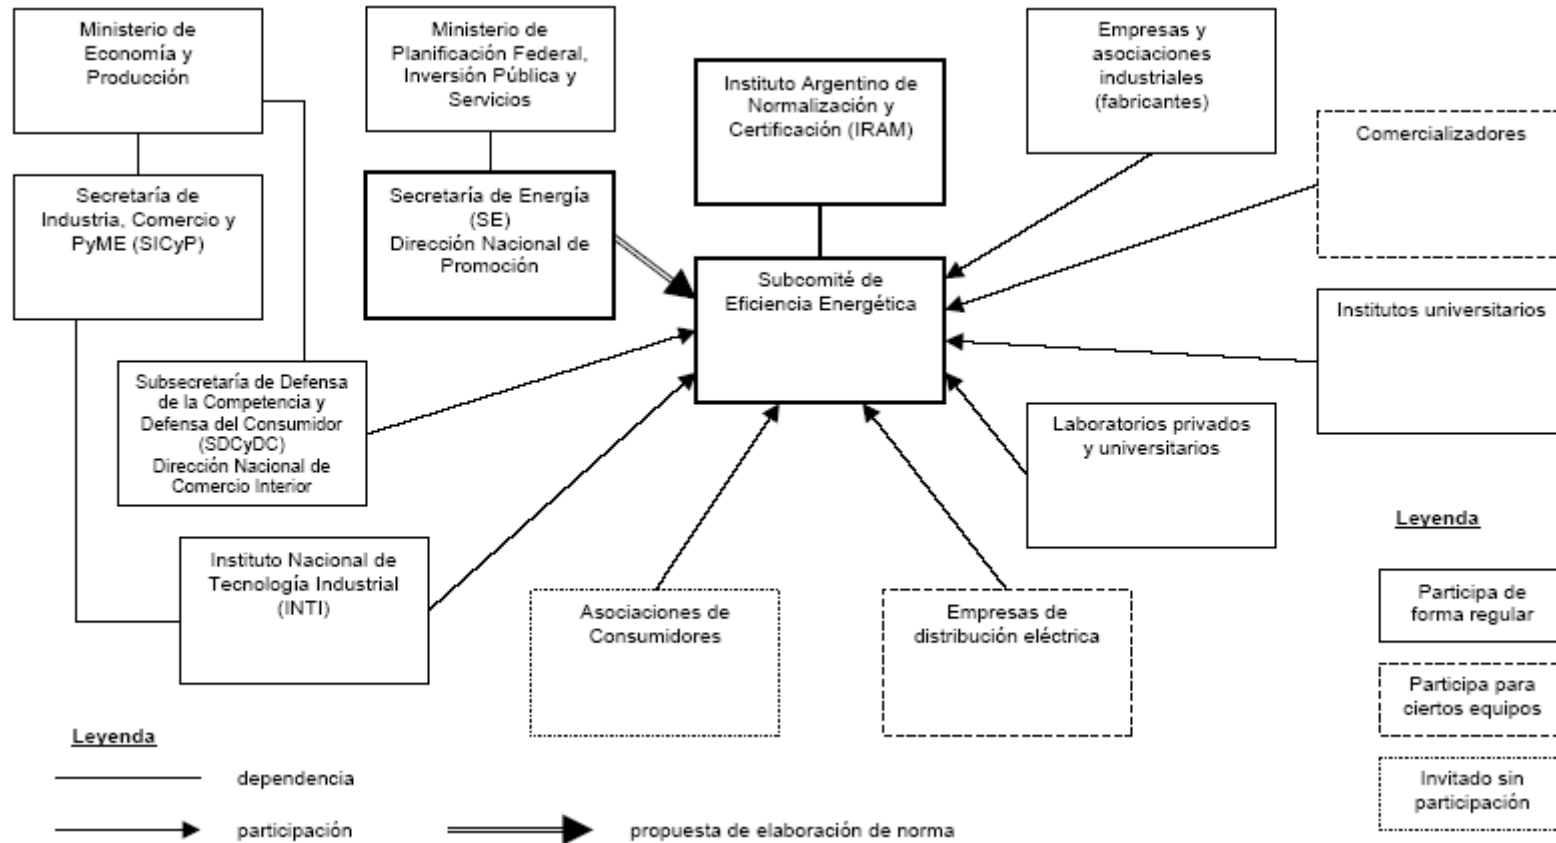 Ministerio de
Economía y
Producción
Ministerio de
Planificación Federal,
Inversión Pública y
Servicios
Instituto Argentino de
Normalización y
Certificación (IRAM)
Empresas y
asociaciones
industriales
(fabricantes)
Comercializadores
Secretaría de
Industria, Comercio y
PyME (SICyP)
Secretaría de Energía
(SE)
Dirección Nacional de
Promoción
Subcomité de
Eficiencia Energética
Institutos universitarios
Subsecretaría de Defensa
de la Competencia y
Defensa del Consumidor
(SDCyDC)
Dirección Nacional de
Comercio Interior
Laboratorios privados
y universitarios
Instituto Nacional de
Tecnología Industrial
(INTI)
Asociaciones de
Consumidores
Empresas de
distribución eléctrica
Leyenda
Participa de
forma regular
Participa para
ciertos equipos
Invitado sin
participación
Leyenda
dependencia
participación
propuesta de elaboración de norma